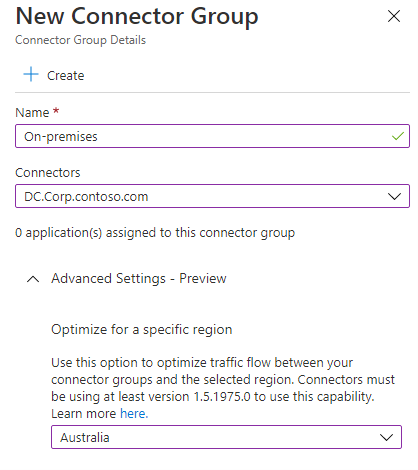 New Connector Group
Connector Group Details
Create
Name *
On-premises
Connectors
DC.Corp.contoso.com
0 application(s) assigned to this connector group
Advanced Settings - Preview
Optimize for a specific region
Use this option to optimize traffic flow between your
connector groups and the selected region. Connectors must
be using at least version 1.5.1975.0 to use this capability.
Learn more here.
Australia